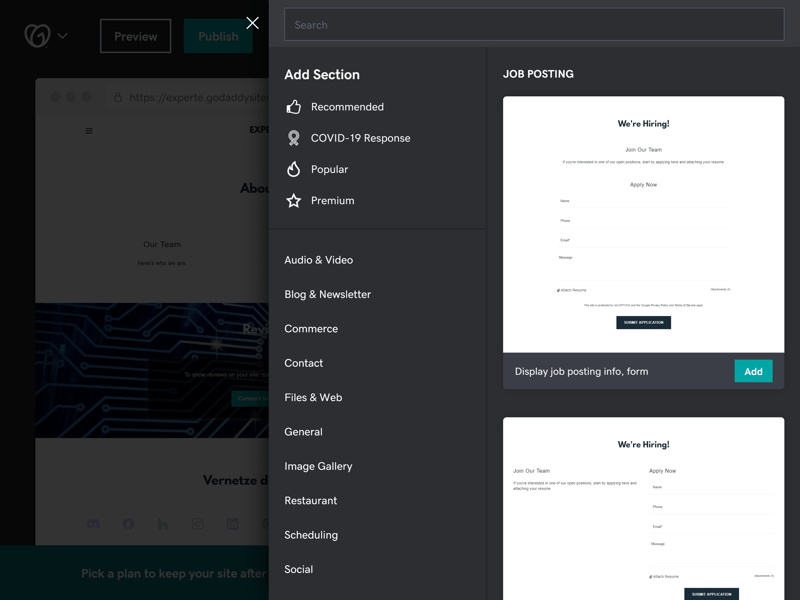 Preview
Publish
https://experte.godaddysite
EXPE
Abou
Our Team
Here's who we are.
Revi
To show reviews on your site,
Connect to
Vernetze d
Pick a plan to keep your site after
Search
Add Section
Recommended
COVID-19 Response
Popular
Premium
Audio & Video
Blog & Newsletter
Commerce
Contact
Files & Web
General
Image Gallery
Restaurant
Scheduling
Social
JOB POSTING
We're Hiring!
Join Our Team
If you're interested in one of our open positions, start by applying here and attaching your resume.
Apply Now
Name
Phone
Email*
Message
Attach Resume
Attachments (0)
This site is protected by reCAPTCHA and the Google Privacy Policy and Terms of Service apply.
SUBMIT APPLICATION
Display job posting info, form
Add
We're Hiring!
Join Our Team
If you're interested in one of our open positions, start by applying here and
attaching your resume.
Apply Now
Name
Phone
Email*
Message
Attach Resume
Attachments (0)
SUBMIT APPLICATION